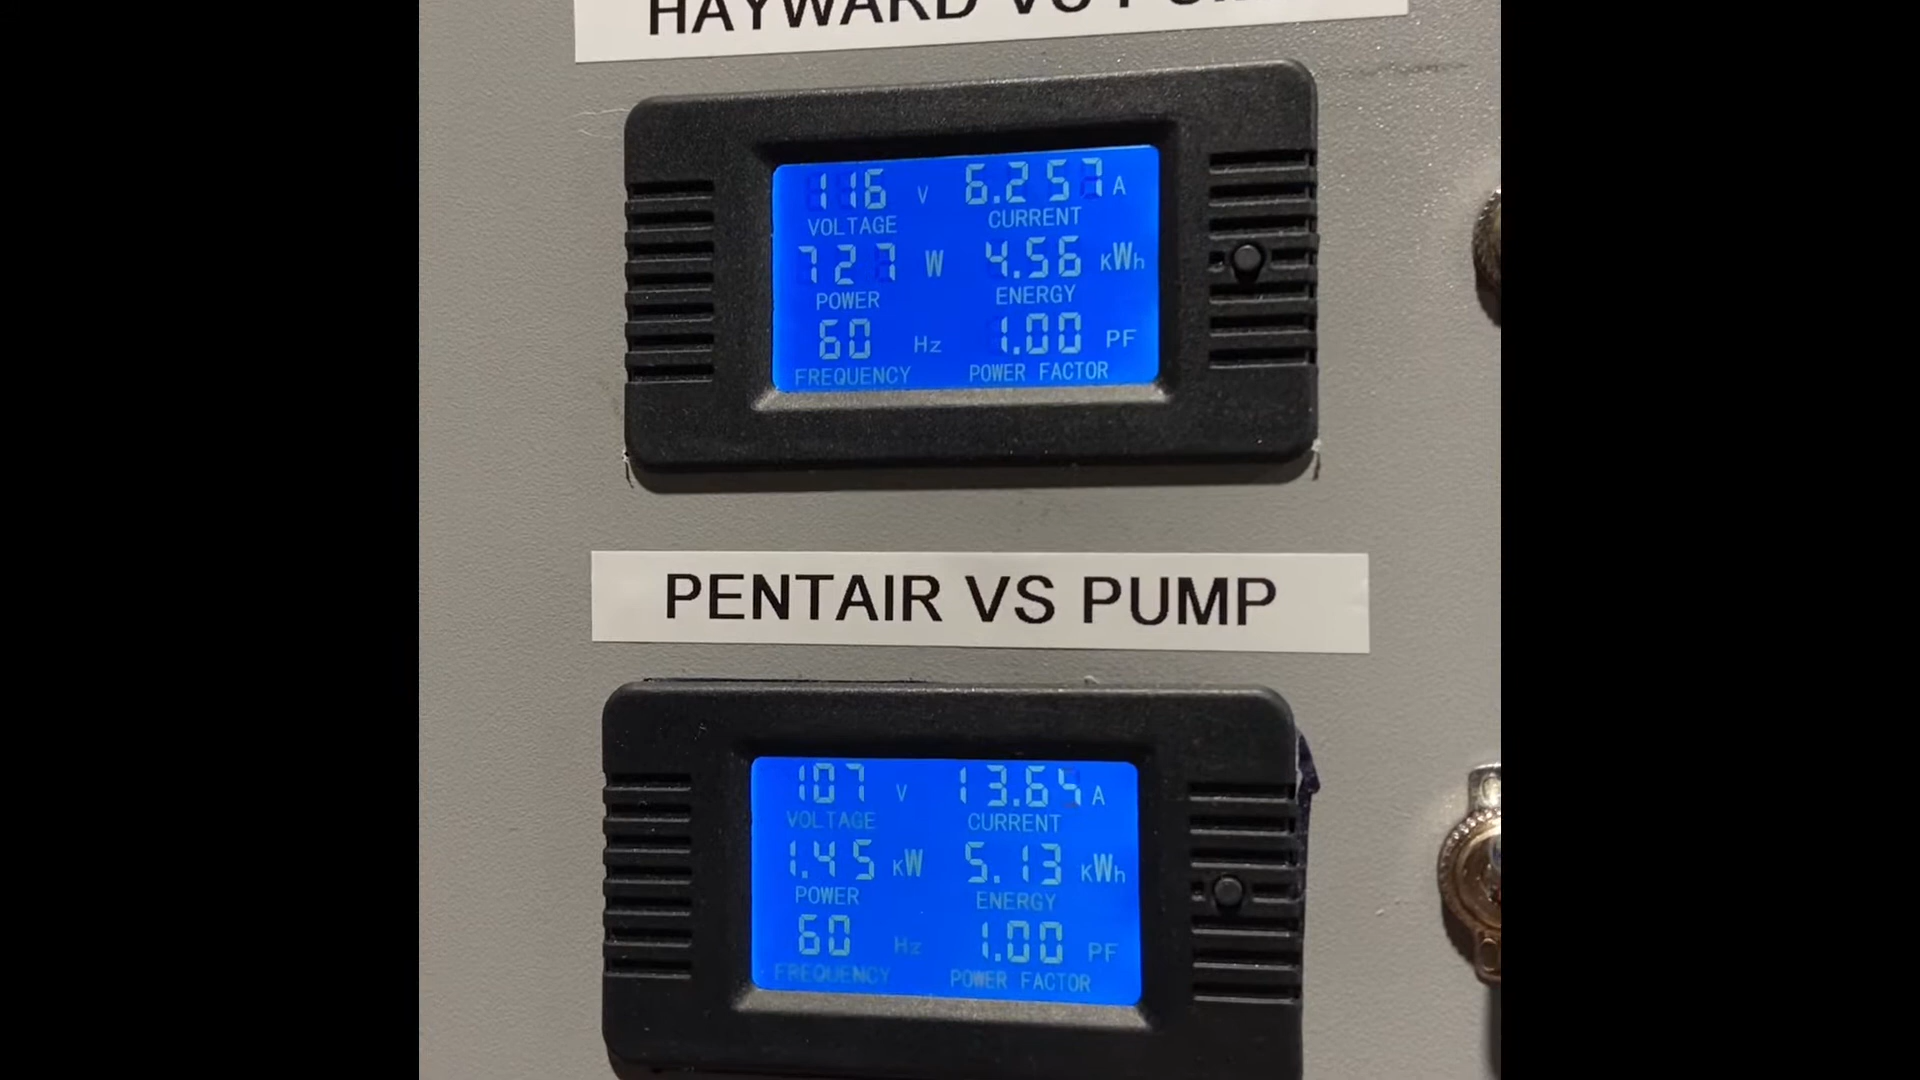 HAYWARD VS PUMP
116 V 6.257 A
VOLTAGE CURRENT
727 W 4.56 KWh
POWER ENERGY
60 Hz 1.00 PF
FREQUENCY POWER FACTOR
PENTAIR VS PUMP
107 V 13.64 A
VOLTAGE CURRENT
1.45 KW 5.13 KWh
POWER ENERGY
60 Hz 1.00 PF
FREQUENCY POWER FACTOR